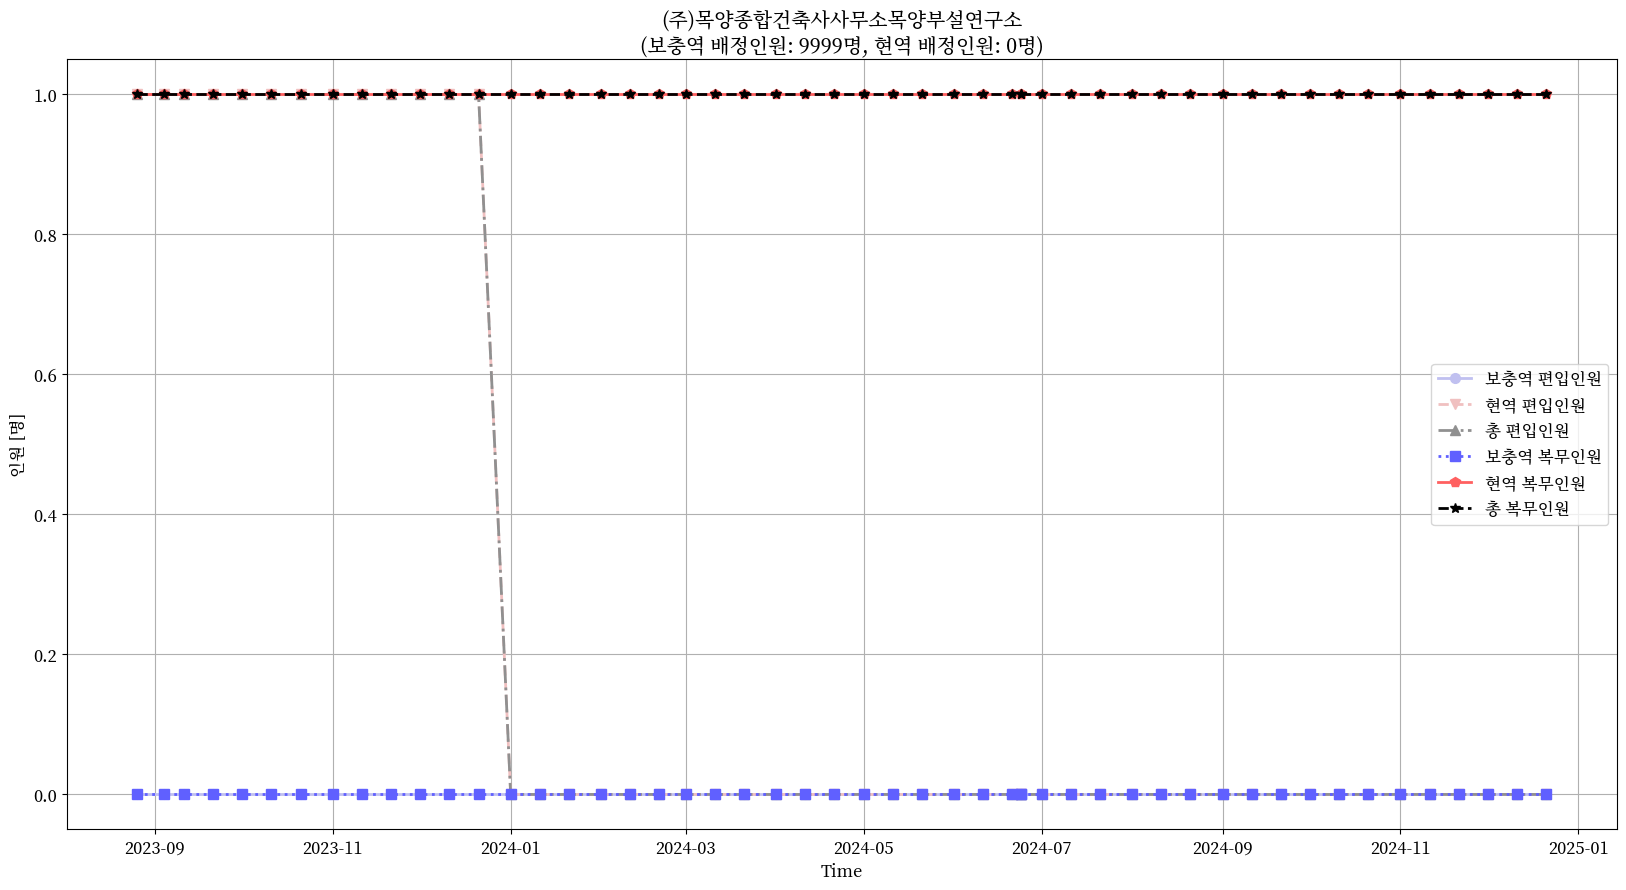 (주)목양종합건축사사무소목양부설연구소
(보충역 배정인원: 9999명, 현역 배정인원: 0명)
인원 [명]
1.0
0.8
0.6
0.4
0.2
0.0
보충역 편입인원
현역 편입인원
총 편입인원
보충역 복무인원
현역 복무인원
총 복무인원
2023-09
2023-11
2024-01
2024-03
2024-05
2024-07
2024-09
2024-11
2025-01
Time